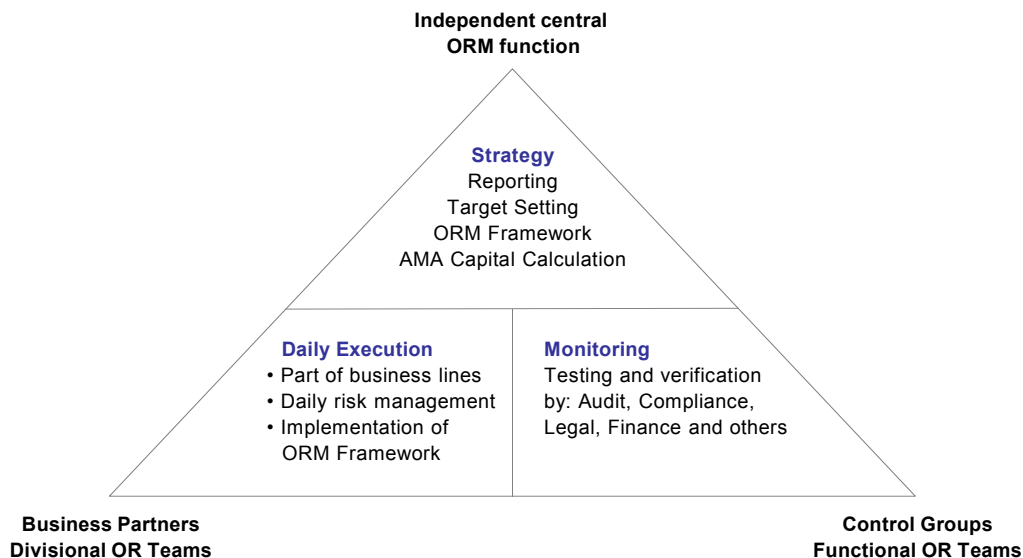 Independent central
ORM function
Strategy
Reporting
Target Setting
ORM Framework
AMA Capital Calculation
Daily Execution
• Part of business lines
• Daily risk management
• Implementation of
ORM Framework
Monitoring
Testing and verification
by: Audit, Compliance,
Legal, Finance and others
Business Partners
Divisional OR Teams
Control Groups
Functional OR Teams